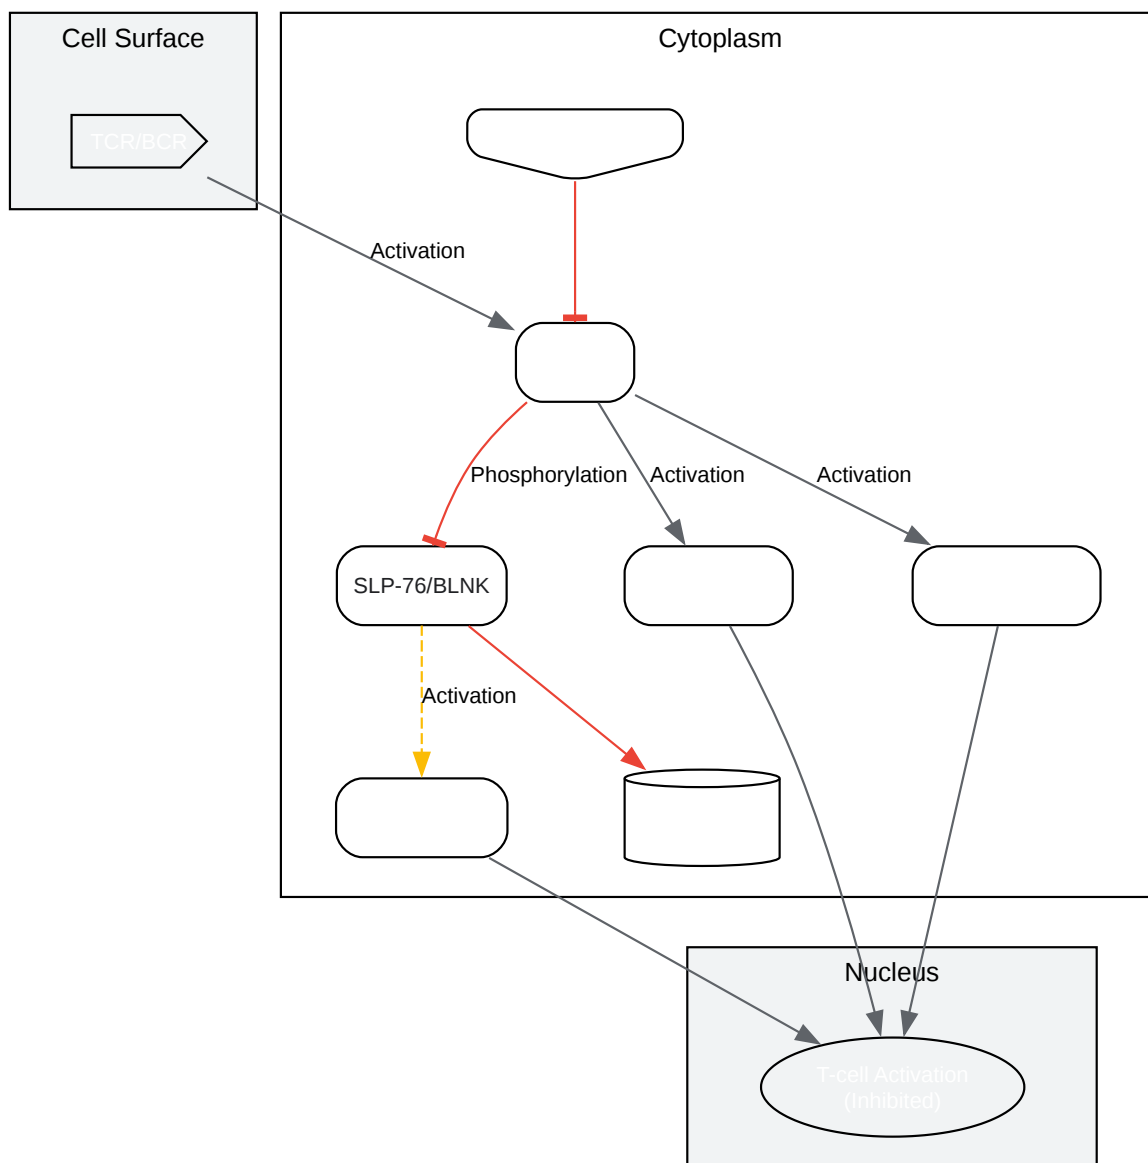 Cell Surface
Cytoplasm
TCR/BCR
Activation
Phosphorylation
Activation
Activation
SLP-76/BLNK
Activation
Nucleus
T-cell Activation
(Inhibited)